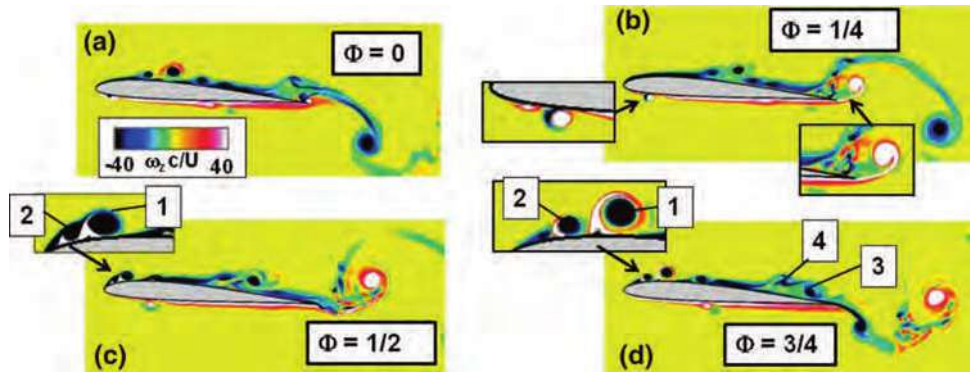 (a)
Φ = 0
-40 ω_z c/U 40
(b)
Φ = 1/4
2
1
(c)
Φ = 1/2
2
1
4
3
(d)
Φ = 3/4